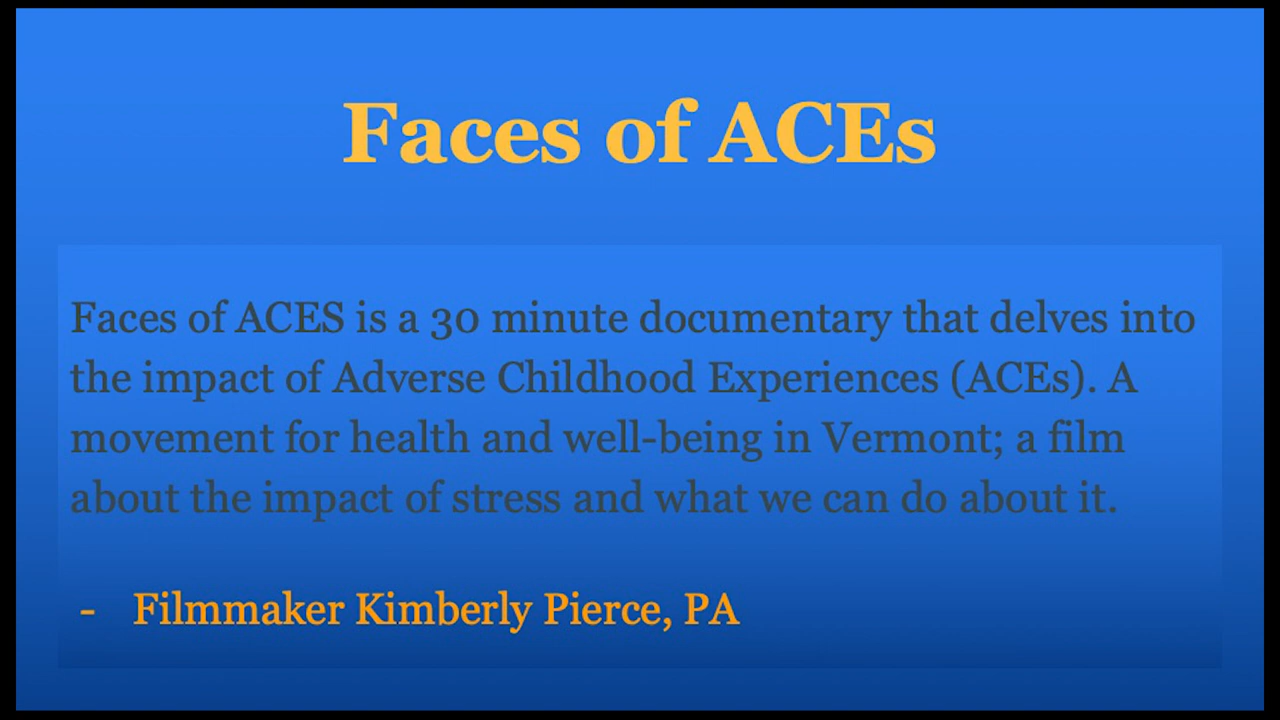 Faces of ACEs
Faces of ACES is a 30 minute documentary that delves into
the impact of Adverse Childhood Experiences (ACEs). A
movement for health and well-being in Vermont; a film
about the impact of stress and what we can do about it.
- Filmmaker Kimberly Pierce, PA